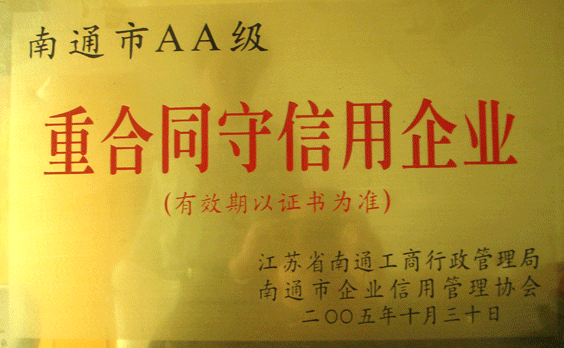 南通市AA级
重合同守信用企业
(有效期以证书为准)
江苏省南通工商行政管理局
南通市企业信用管理协会
二〇〇五年十月三十日